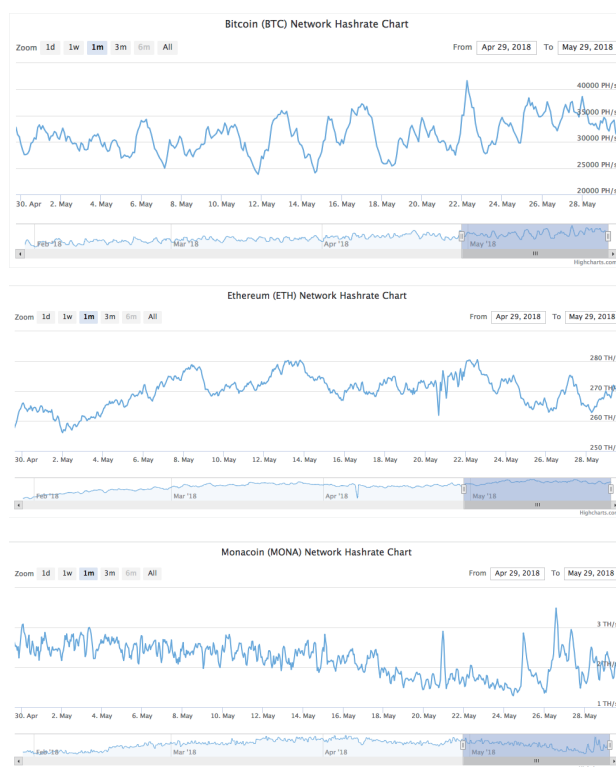 Bitcoin (BTC) Network Hashrate Chart
Zoom 1d 1w 1m 3m 6m All From Apr 29, 2018 To May 29, 2018
40000 PH/s
35000 PH/s
30000 PH/s
25000 PH/s
20000 PH/s
30. Apr 2. May 4. May 6. May 8. May 10. May 12. May 14. May 16. May 18. May 20. May 22. May 24. May 26. May 28. May
Feb '18 Mar '18 Apr '18 May '18
Highcharts.com
Ethereum (ETH) Network Hashrate Chart
Zoom 1d 1w 1m 3m 6m All From Apr 29, 2018 To May 29, 2018
280 TH/
270 TH/
260 TH/
250 TH/
30. Apr 2. May 4. May 6. May 8. May 10. May 12. May 14. May 16. May 18. May 20. May 22. May 24. May 26. May 28. May
Feb '18 Mar '18 Apr '18 May '18
Highcharts.com
Monacoin (MONA) Network Hashrate Chart
Zoom 1d 1w 1m 3m 6m All From Apr 29, 2018 To May 29, 2018
3 TH/
2 TH/
1 TH/
30. Apr 2. May 4. May 6. May 8. May 10. May 12. May 14. May 16. May 18. May 20. May 22. May 24. May 26. May 28. May
Feb '18 Mar '18 Apr '18 May '18